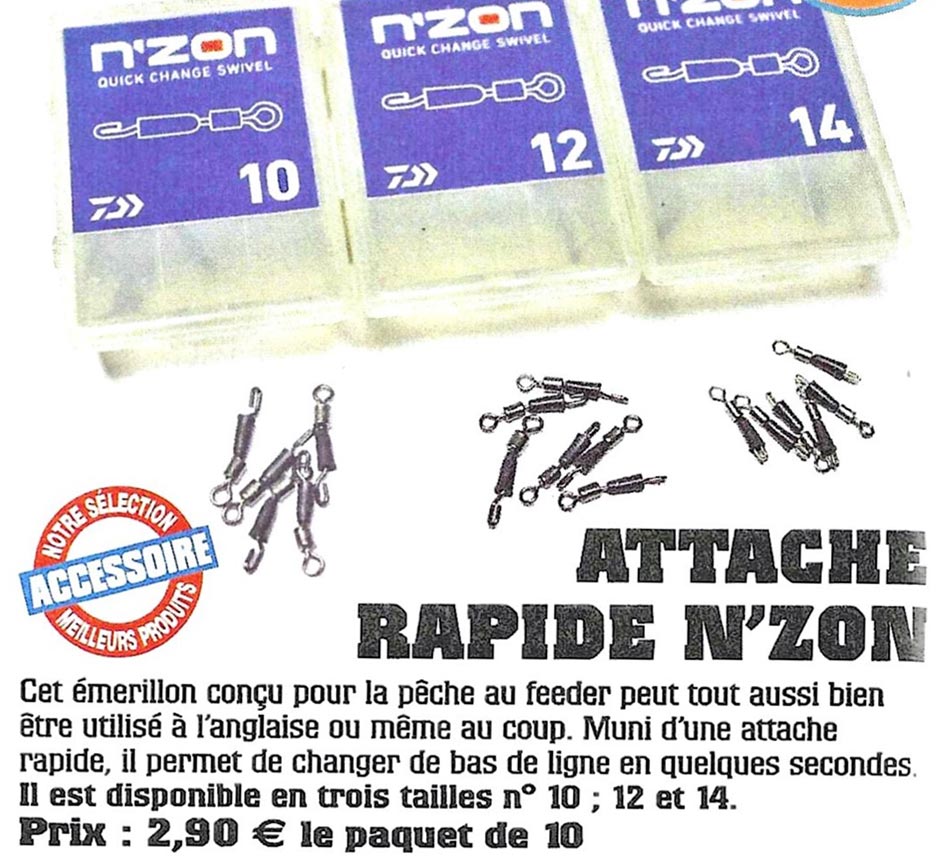 N'ZON
QUICK CHANGE SWIVEL
10
N'ZON
QUICK CHANGE SWIVEL
12
N'ZON
QUICK CHANGE SWIVEL
14
NOTRE SÉLECTION
ACCESSOIRE
MEILLEURS PRODUITS
ATTACHE
RAPIDE N'ZON
Cet émerillon conçu pour la pêche au feeder peut tout aussi bien
être utilisé à l'anglaise ou même au coup. Muni d'une attache
rapide, il permet de changer de bas de ligne en quelques secondes.
Il est disponible en trois tailles n° 10 ; 12 et 14.
Prix : 2,90 € le paquet de 10